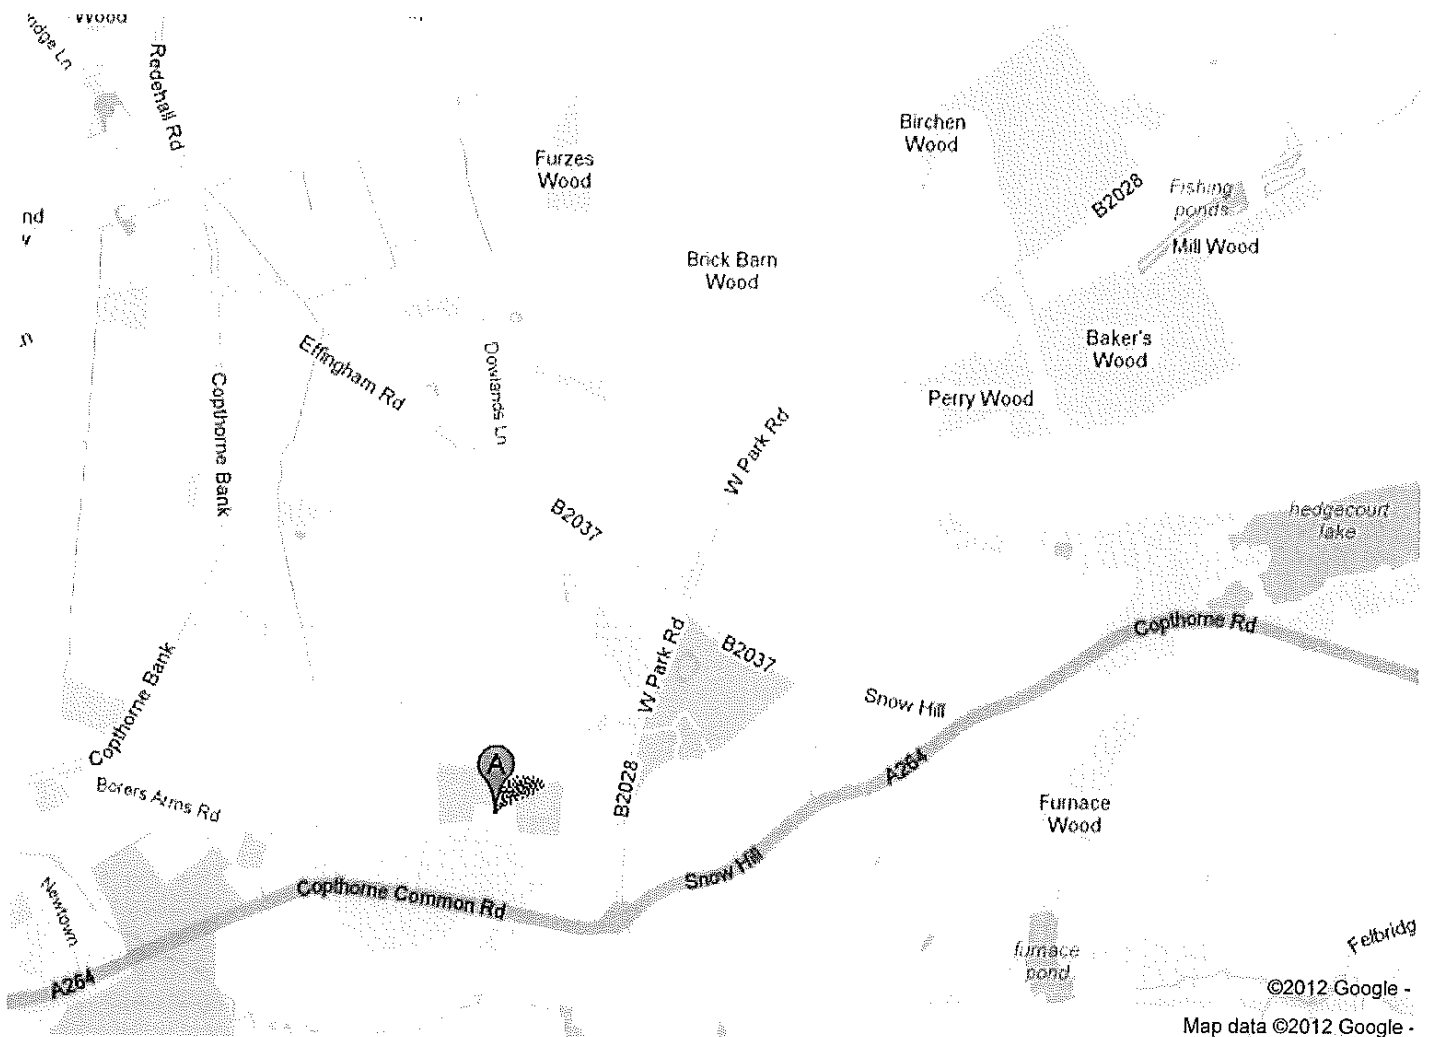 Wood
Redehall Rd
Furzes
Wood
Birchen
Wood
B2028
Fishing
ponds
Mill Wood
Brick Barn
Wood
Baker's
Wood
Perry Wood
Effingham Rd
Dowlands Ln
Copthorne Bank
W Park Rd
B2037
hedgecourt
lake
Copthorne Rd
W Park Rd
B2037
Snow Hill
Copthorne Bank
A
A264
B2028
Borers Arms Rd
Furnace
Wood
Snow Hill
Copthorne Common Rd
Newtown
A264
furnace
pond
Felbridg
©2012 Google -
Map data ©2012 Google -